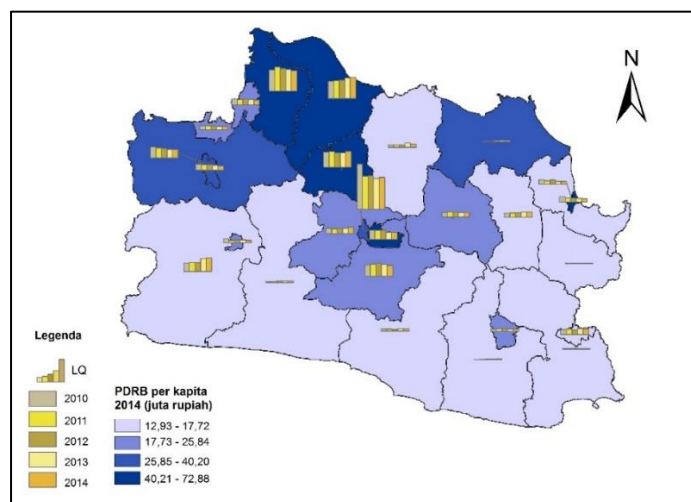 N
Legenda
LQ
2010
2011
2012
2013
2014
PDRB per kapita
2014 (juta rupiah)
12,93 - 17,72
17,73 - 25,84
25,85 - 40,20
40,21 - 72,88